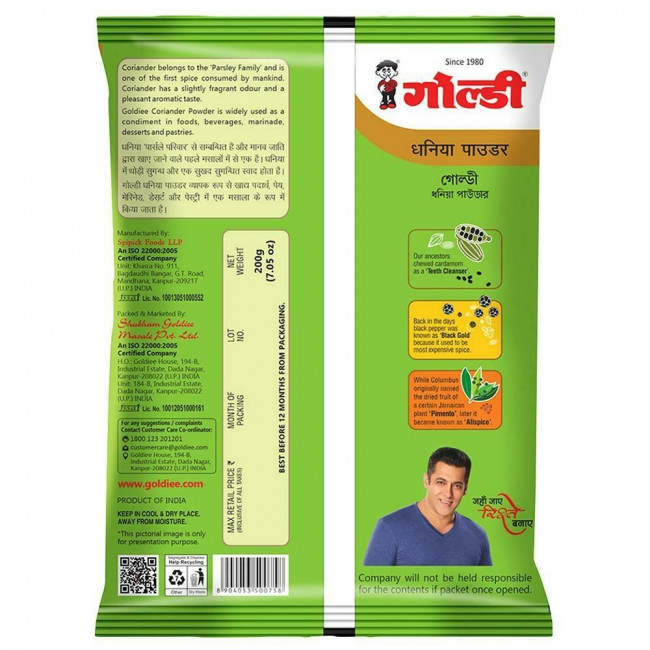 Coriander belongs to the 'Parsley Family' and is
one of the first spice consumed by mankind.
Coriander has a slightly fragrant odour and a
pleasant aromatic taste.
Goldiee Coriander Powder is widely used as a
condiment in foods, beverages, marinade,
desserts and pastries.
धनिया 'पार्सले परिवार' से सम्बन्धित है और मानव जाति
द्वारा खाए जाने वाले पहले मसालों में से एक है। धनिया
में थोड़ी सुगन्ध और एक सुखद सुगन्धित स्वाद होता है।
गोल्डी धनिया पाउडर व्यापक रूप से खाद्य पदार्थ, पेय,
मेरिनेड, डेसर्ट और पेस्ट्री में एक मसाला के रूप में
किया जाता है।
Manufactured By:
Spipick Foods LLP
An ISO 22000:2005
Certified Company
Unit: Khasra No. 911,
Bagdaudhi Bangar, G.T. Road,
Mandhana, Kanpur-209217
(U.P.) INDIA
fssai Lic. No. 10013051000552
Packed & Marketed By:
Shubham Goldiee
Masale Pvt. Ltd.
An ISO 22000:2005
Certified Company
H.O.: Goldiee House, 194-B,
Industrial Estate, Dada Nagar,
Kanpur-208022 (U.P.) INDIA
Unit: 184-B, Industrial Estate,
Dada Nagar, Kanpur-208022
(U.P.) INDIA
fssai Lic. No. 10012051000161
For any suggestions / complaints
Contact Customer Care Co-ordinator:
1800 123 201201
customercare@goldiee.com
Goldiee House, 194-B,
Industrial Estate, Dada Nagar,
Kanpur-208022 (U.P.) INDIA
www.goldiee.com
PRODUCT OF INDIA
KEEP IN COOL & DRY PLACE.
AWAY FROM MOISTURE.
*This pictorial image is only
for presentation purpose.
NET
WEIGHT
200g
(7.05 oz)
LOT
NO.
MONTH OF
PACKING
MAX RETAIL PRICE ₹
(INCLUSIVE OF ALL TAXES)
BEST BEFORE 12 MONTHS FROM PACKAGING.
Segregate & Dispose
Help Recycling
Other
Dry Waste
8 904053 500758
Since 1980
गोल्डी ®
धनिया पाउडर
গোল্ডী
ধনিয়া পাউডার
Our ancestors
chewed cardamom
as a 'Teeth Cleanser'.
Back in the days
black pepper was
known as 'Black Gold'
because it used to be
most expensive spice.
While Columbus
originally named
the dried fruit of
a certain Jamaican
plant 'Pimento', later it
became known as 'Allspice'.
जहाँ जाए
रिश्ते
बनाए
Company will not be held responsible
for the contents if packet once opened.